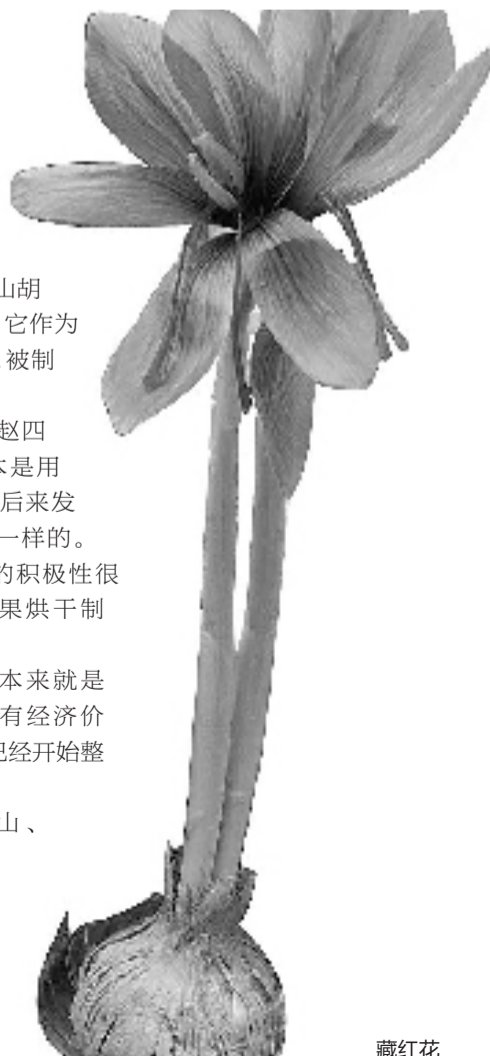 山胡
它作为
被制
赵四
本是用
后来发
一样的。
的积极性很
果烘干制
本来就是
有经济价
已经开始整
山、
藏红花